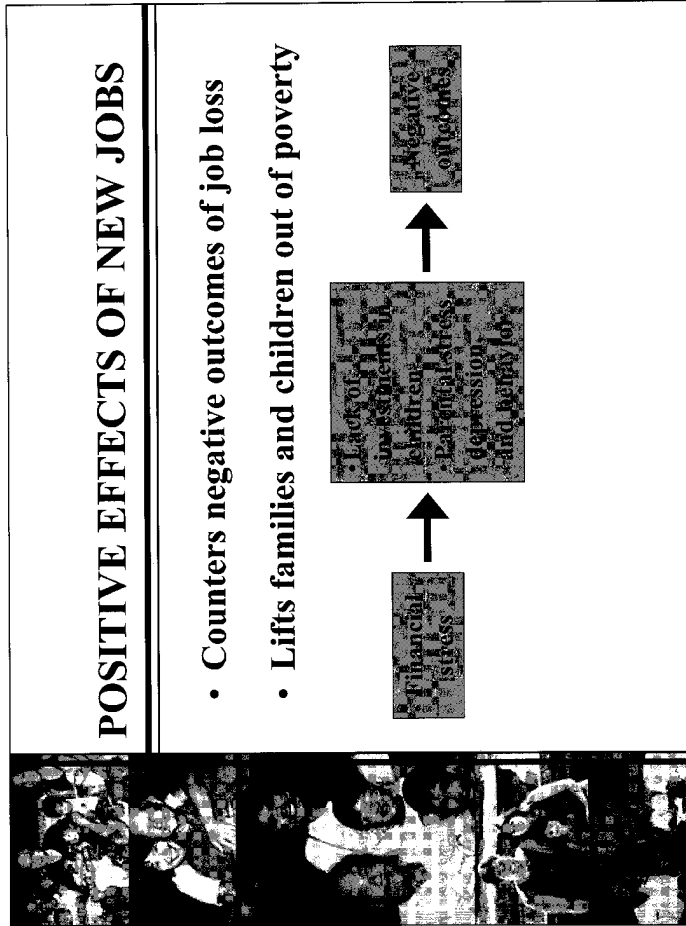 POSITIVE EFFECTS OF NEW JOBS
• Counters negative outcomes of job loss
• Lifts families and children out of poverty
Financial
stress
• Lack of
investments in
children
• Parental stress,
depression,
and behavior
Negative
outcomes